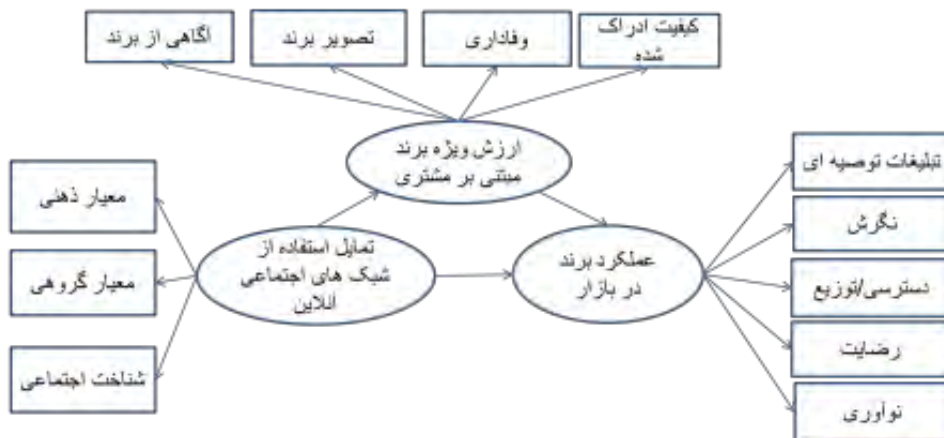 آگاهی از برند
تصویر برند
وفاداری
کیفیت ادراک
شده
ارزش ویژه برند
مبتنی بر مشتری
تمایل استفاده از
شبک های اجتماعی
انلاین
عملکرد برند
در بازار
معیار ذهنی
معیار گروهی
شناخت اجتماعی
تبلیغات توصیه ای
نگرش
دسترسی/توزیع
رضایت
نوآوری